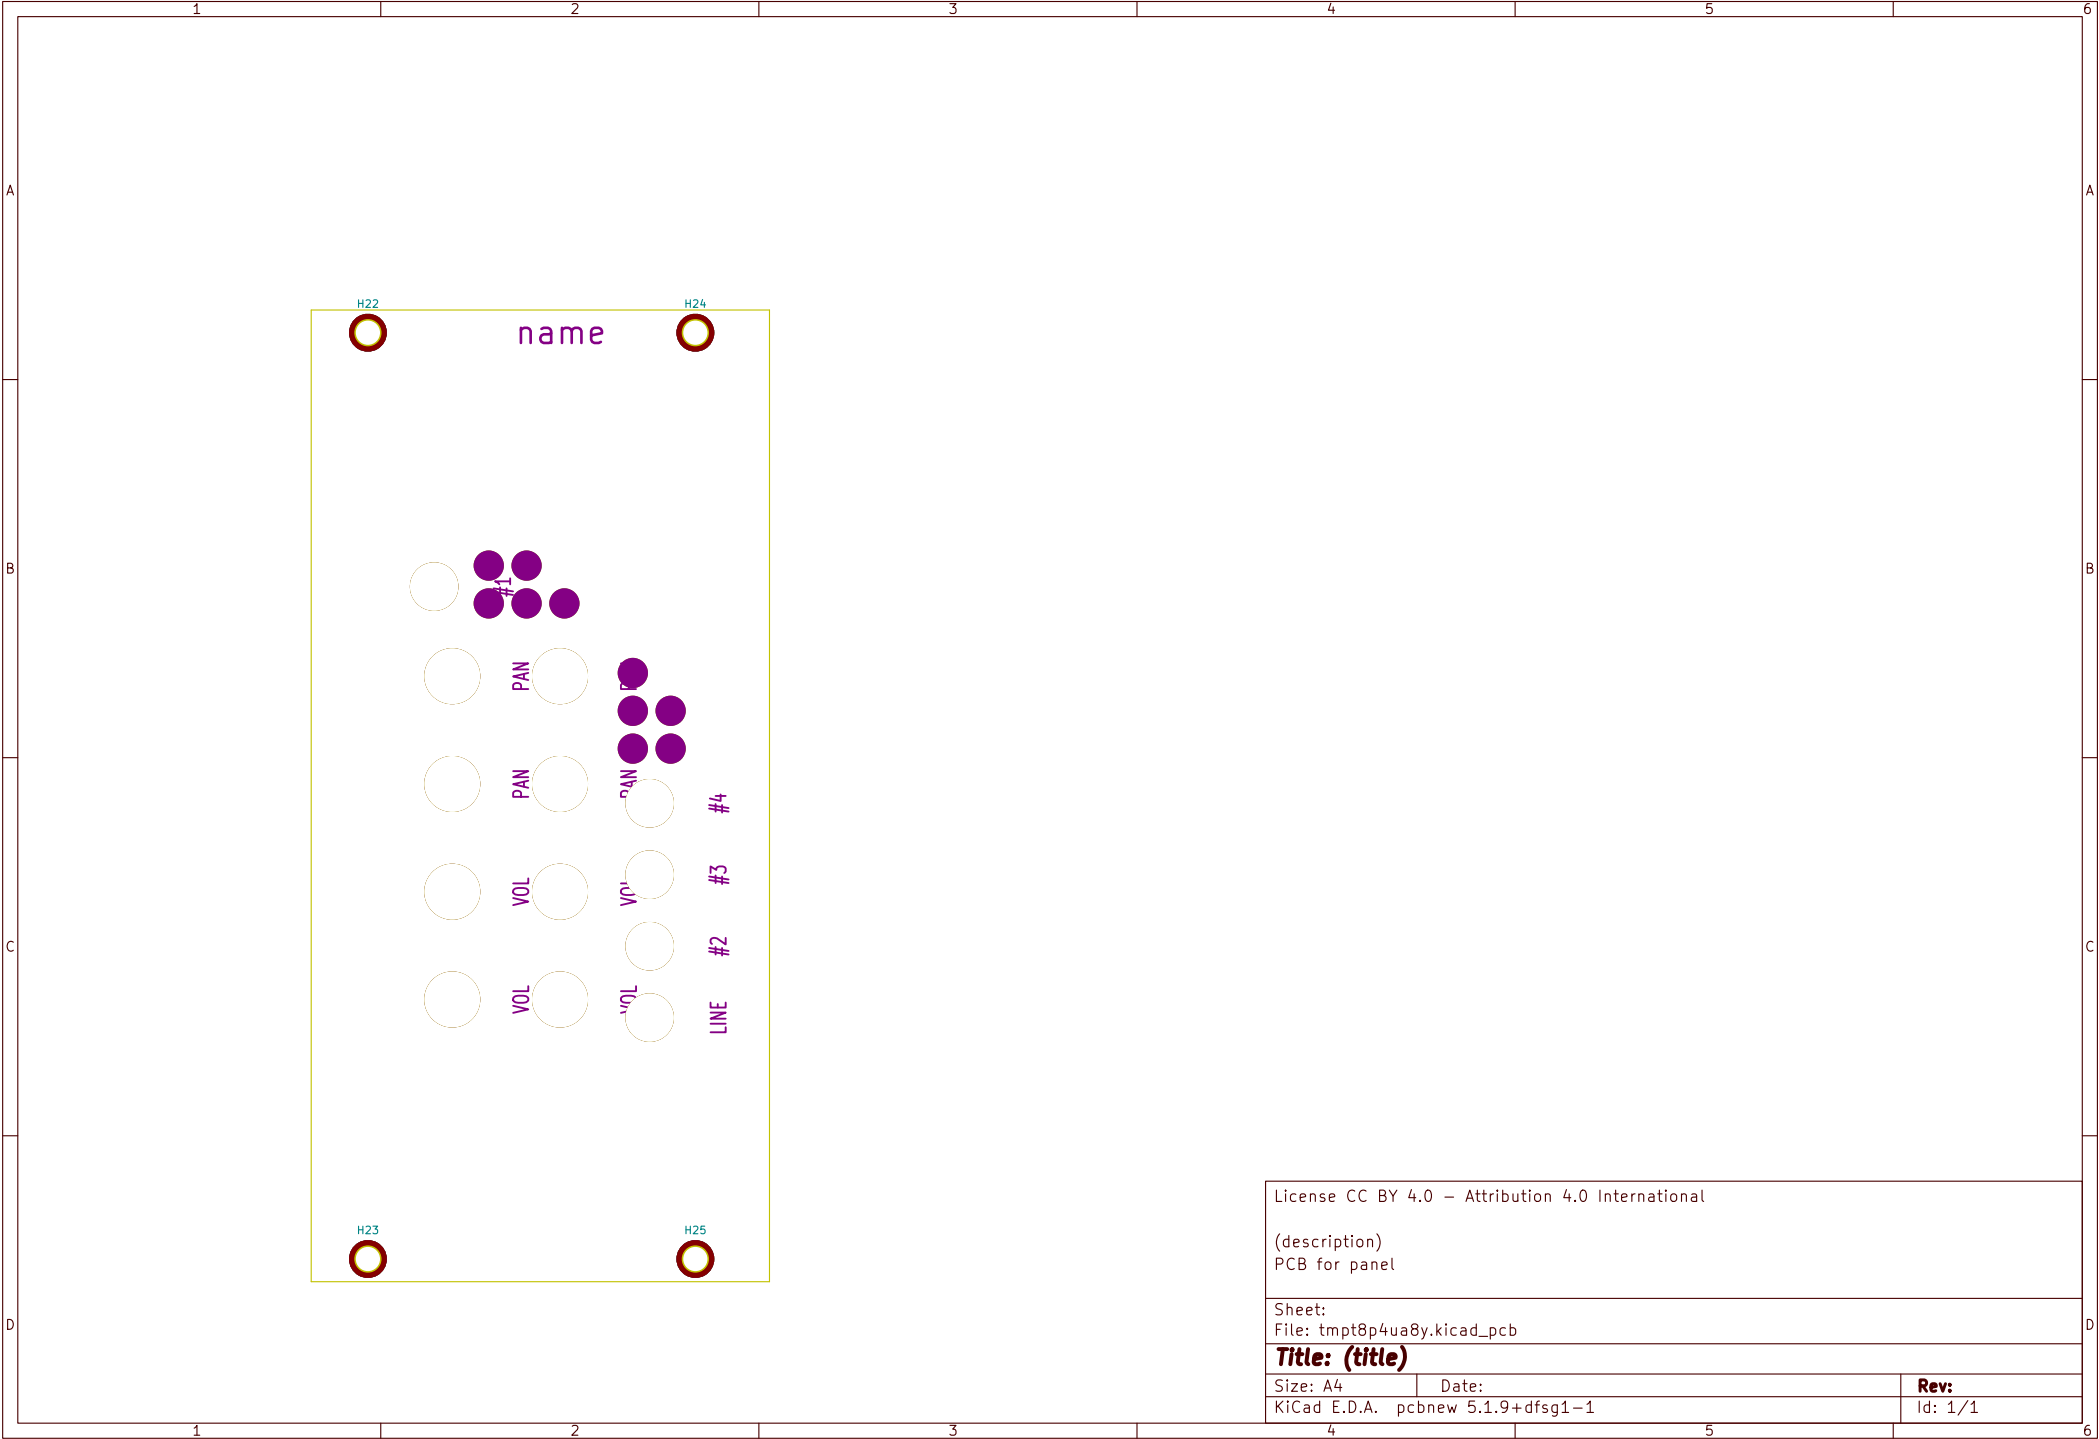 1 2 3 4 5 6
A A
H22 H24
name
B B
#1
PAN
PAN PAN
#4
#3
VOL VOL
C #2 C
VOL VOL
LINE
License CC BY 4.0 – Attribution 4.0 International
H23 H25
(description)
PCB for panel
Sheet:
D D
File: tmpt8p4ua8y.kicad_pcb
Title: (title)
Size: A4 Date: Rev:
KiCad E.D.A. pcbnew 5.1.9+dfsg1-1 Id: 1/1
1 2 3 4 5 6